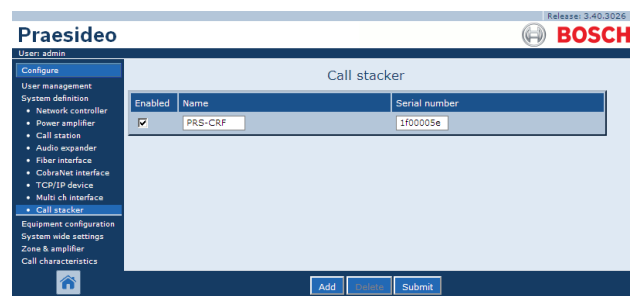 Release: 3.40.3026
Praesideo
BOSCH
User: admin
Configure
User management
System definition
• Network controller
• Power amplifier
• Call station
• Audio expander
• Fiber interface
• CobraNet interface
• TCP/IP device
• Multi ch interface
• Call stacker
Equipment configuration
System wide settings
Zone & amplifier
Call characteristics
Call stacker
Enabled Name Serial number
PRS-CRF 1f00005e
Add Delete Submit